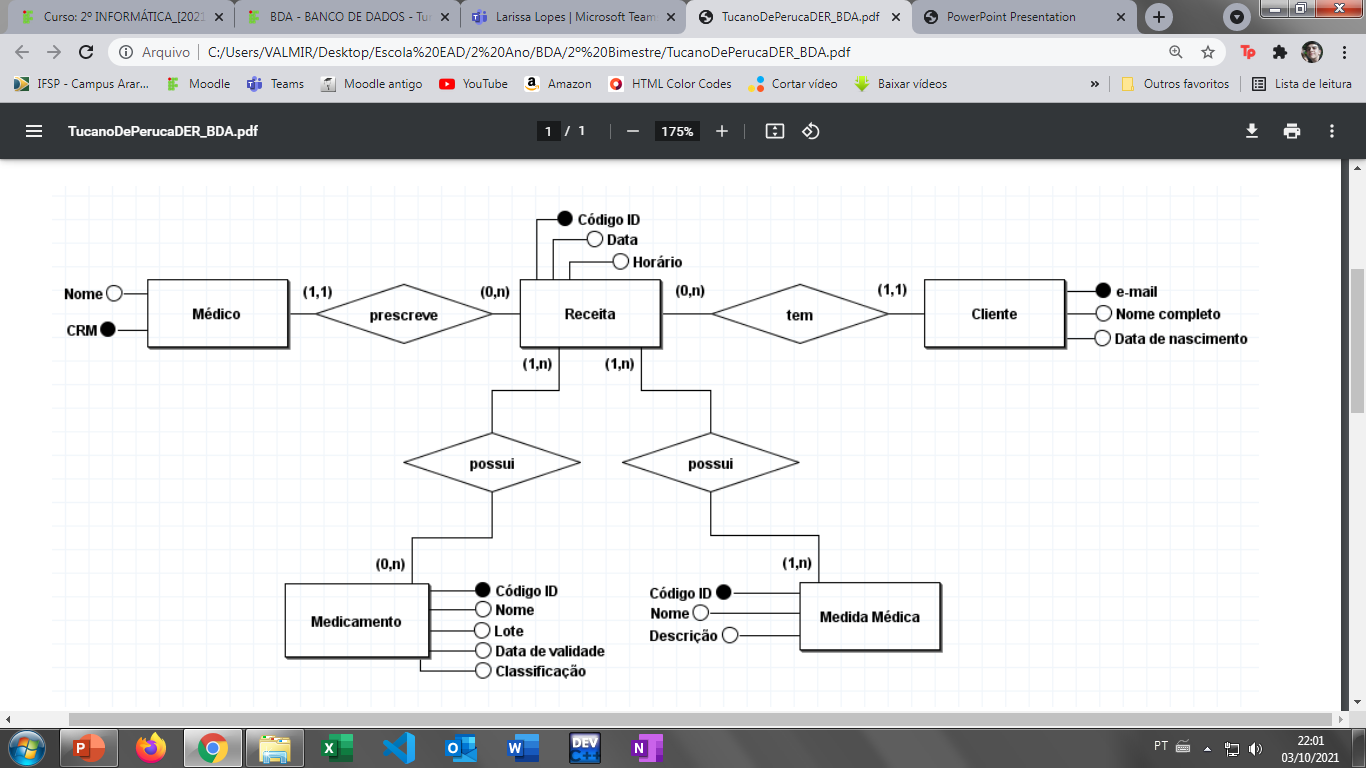 Curso: 2º INFORMÁTICA_[2021
BDA - BANCO DE DADOS - Tu
Larissa Lopes | Microsoft Team
TucanoDePerucaDER_BDA.pdf
PowerPoint Presentation
Arquivo
C:/Users/VALMIR/Desktop/Escola%20EAD/2%20Ano/BDA/2º%20Bimestre/TucanoDePerucaDER_BDA.pdf
IFSP - Campus Arar...
Moodle
Teams
Moodle antigo
YouTube
Amazon
HTML Color Codes
Cortar vídeo
Baixar vídeos
»
Outros favoritos
Lista de leitura
TucanoDePerucaDER_BDA.pdf
1 / 1
175%
Código ID
Data
Horário
Nome
CRM
Médico
(1,1)
prescreve
(0,n)
Receita
(0,n)
tem
(1,1)
Cliente
e-mail
Nome completo
Data de nascimento
(1,n)
(1,n)
possui
possui
(0,n)
(1,n)
Medicamento
Código ID
Nome
Lote
Data de validade
Classificação
Código ID
Nome
Descrição
Medida Médica
PT
22:01
03/10/2021